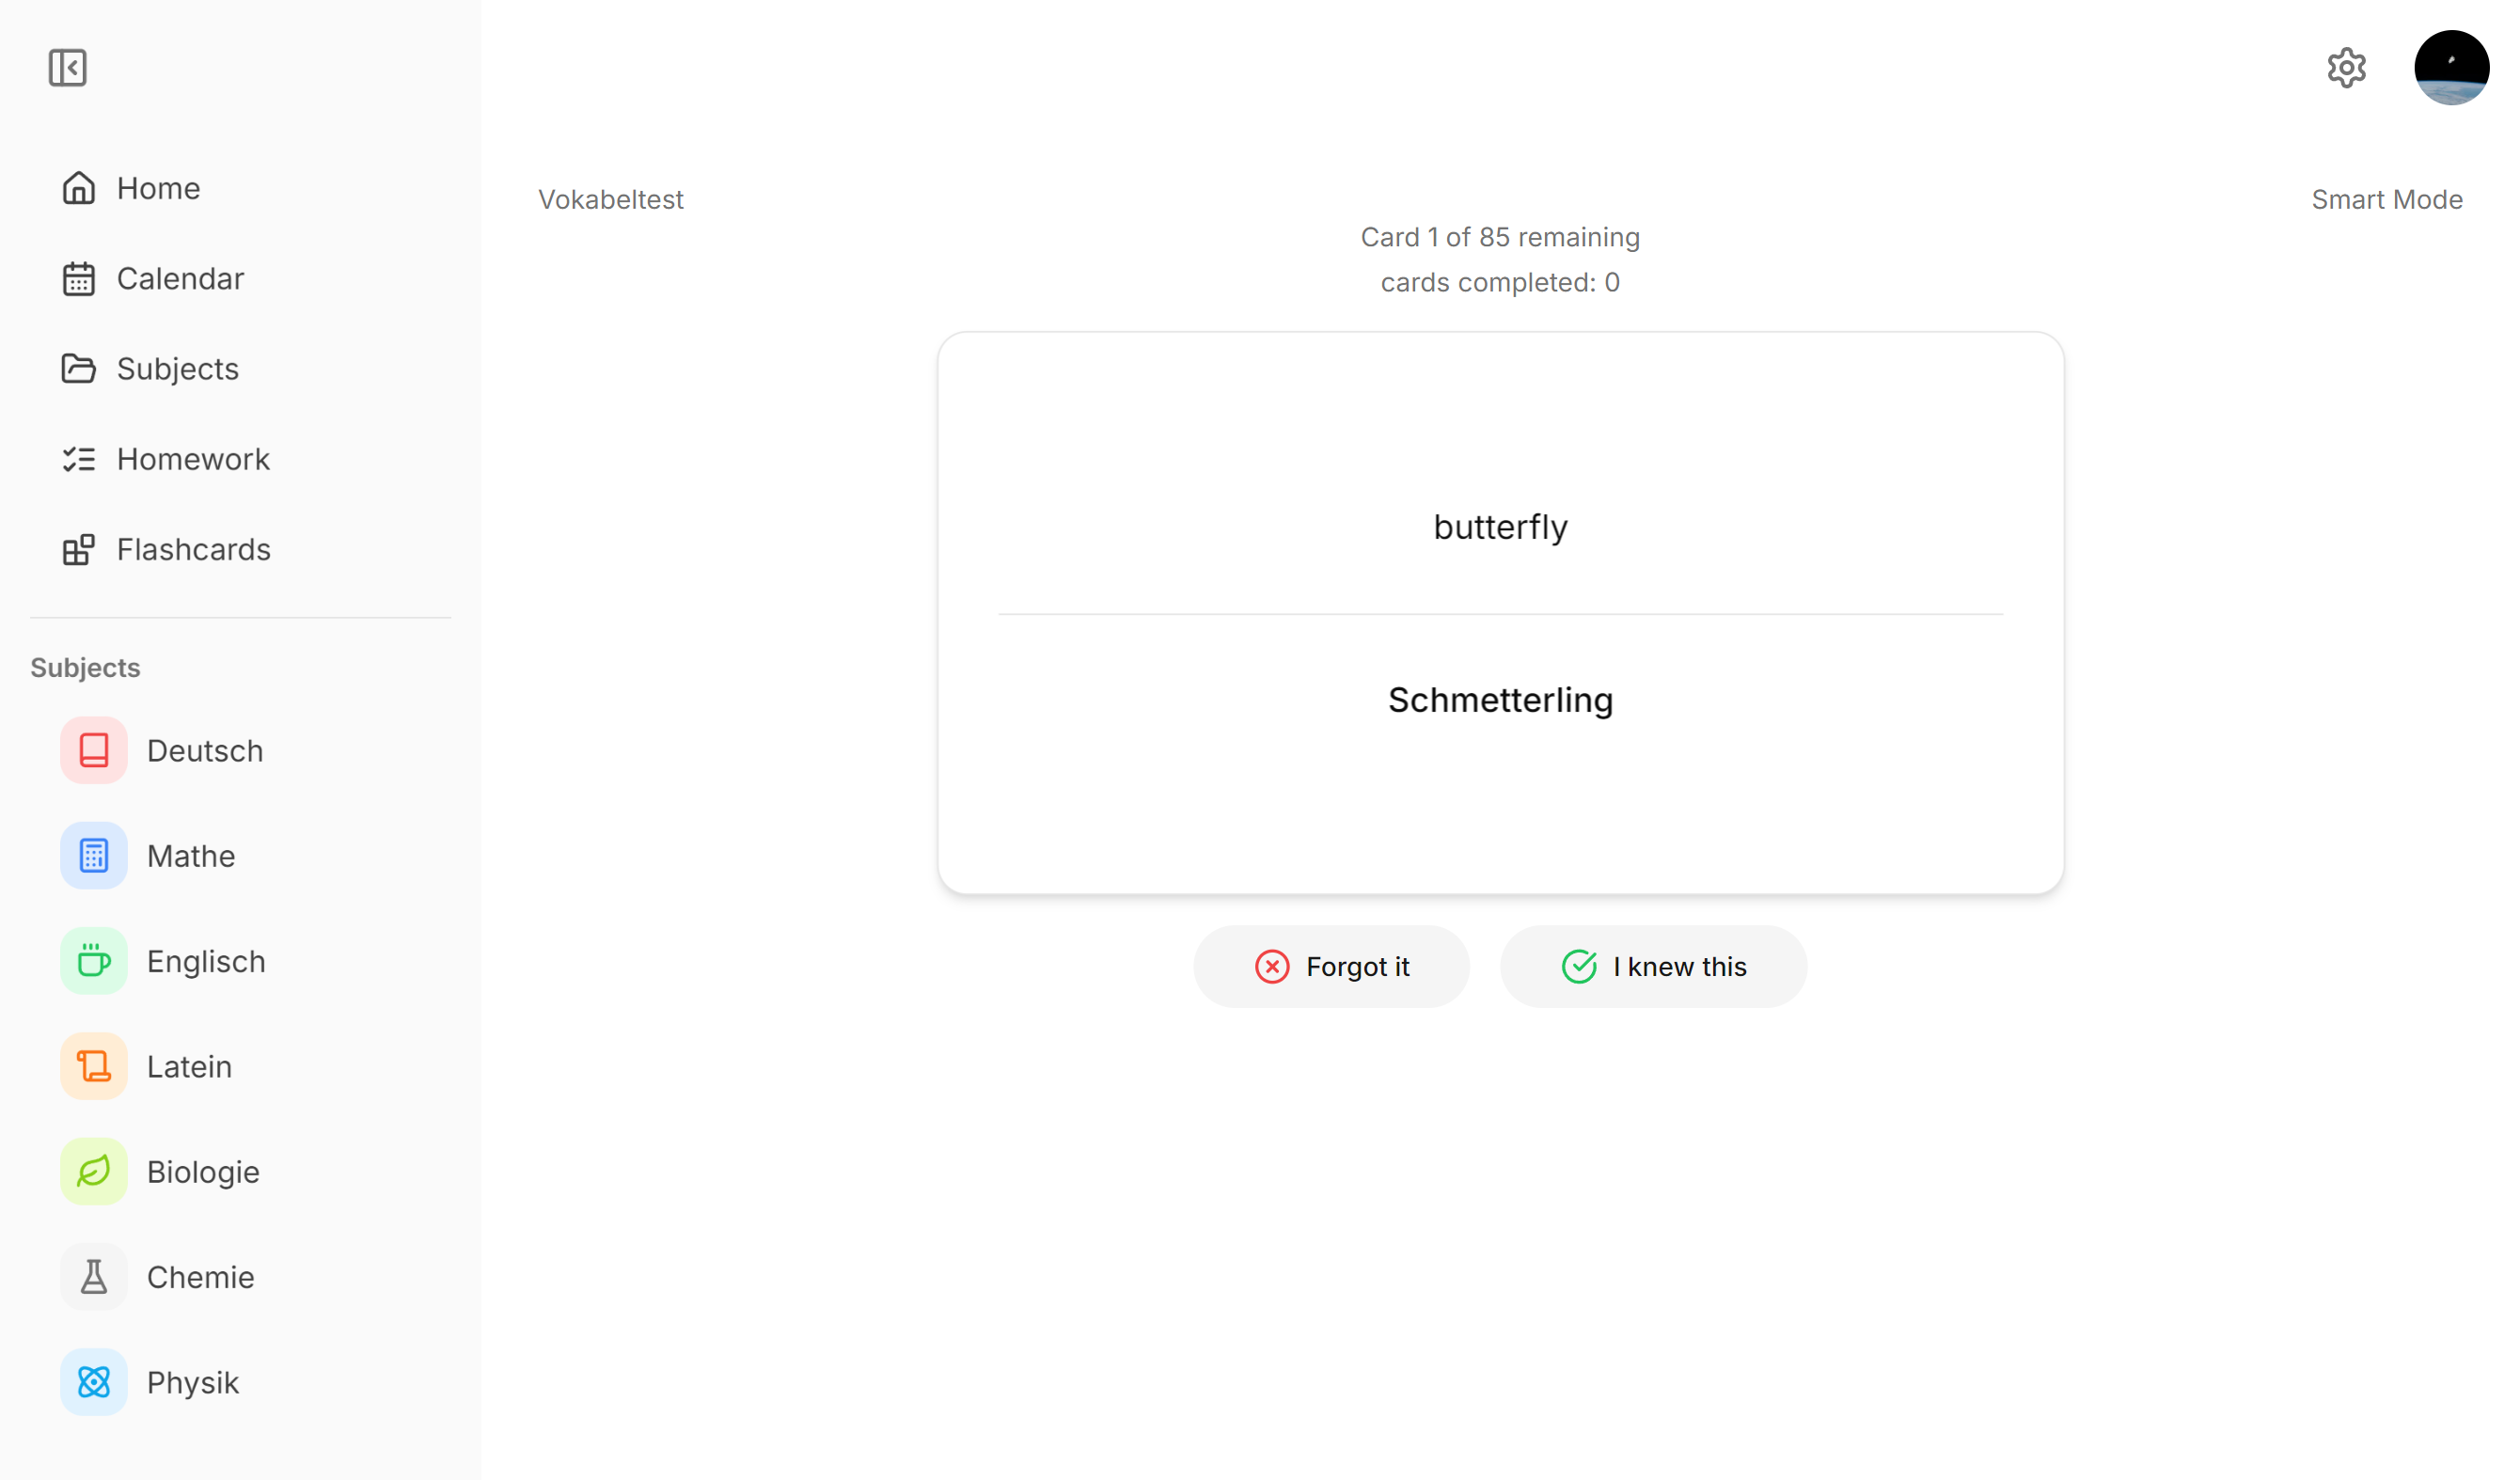 Home
Calendar
Subjects
Homework
Flashcards
Subjects
Deutsch
Mathe
Englisch
Latein
Biologie
Chemie
Physik
Vokabeltest
Smart Mode
Card 1 of 85 remaining
cards completed: 0
butterfly
Schmetterling
Forgot it
I knew this